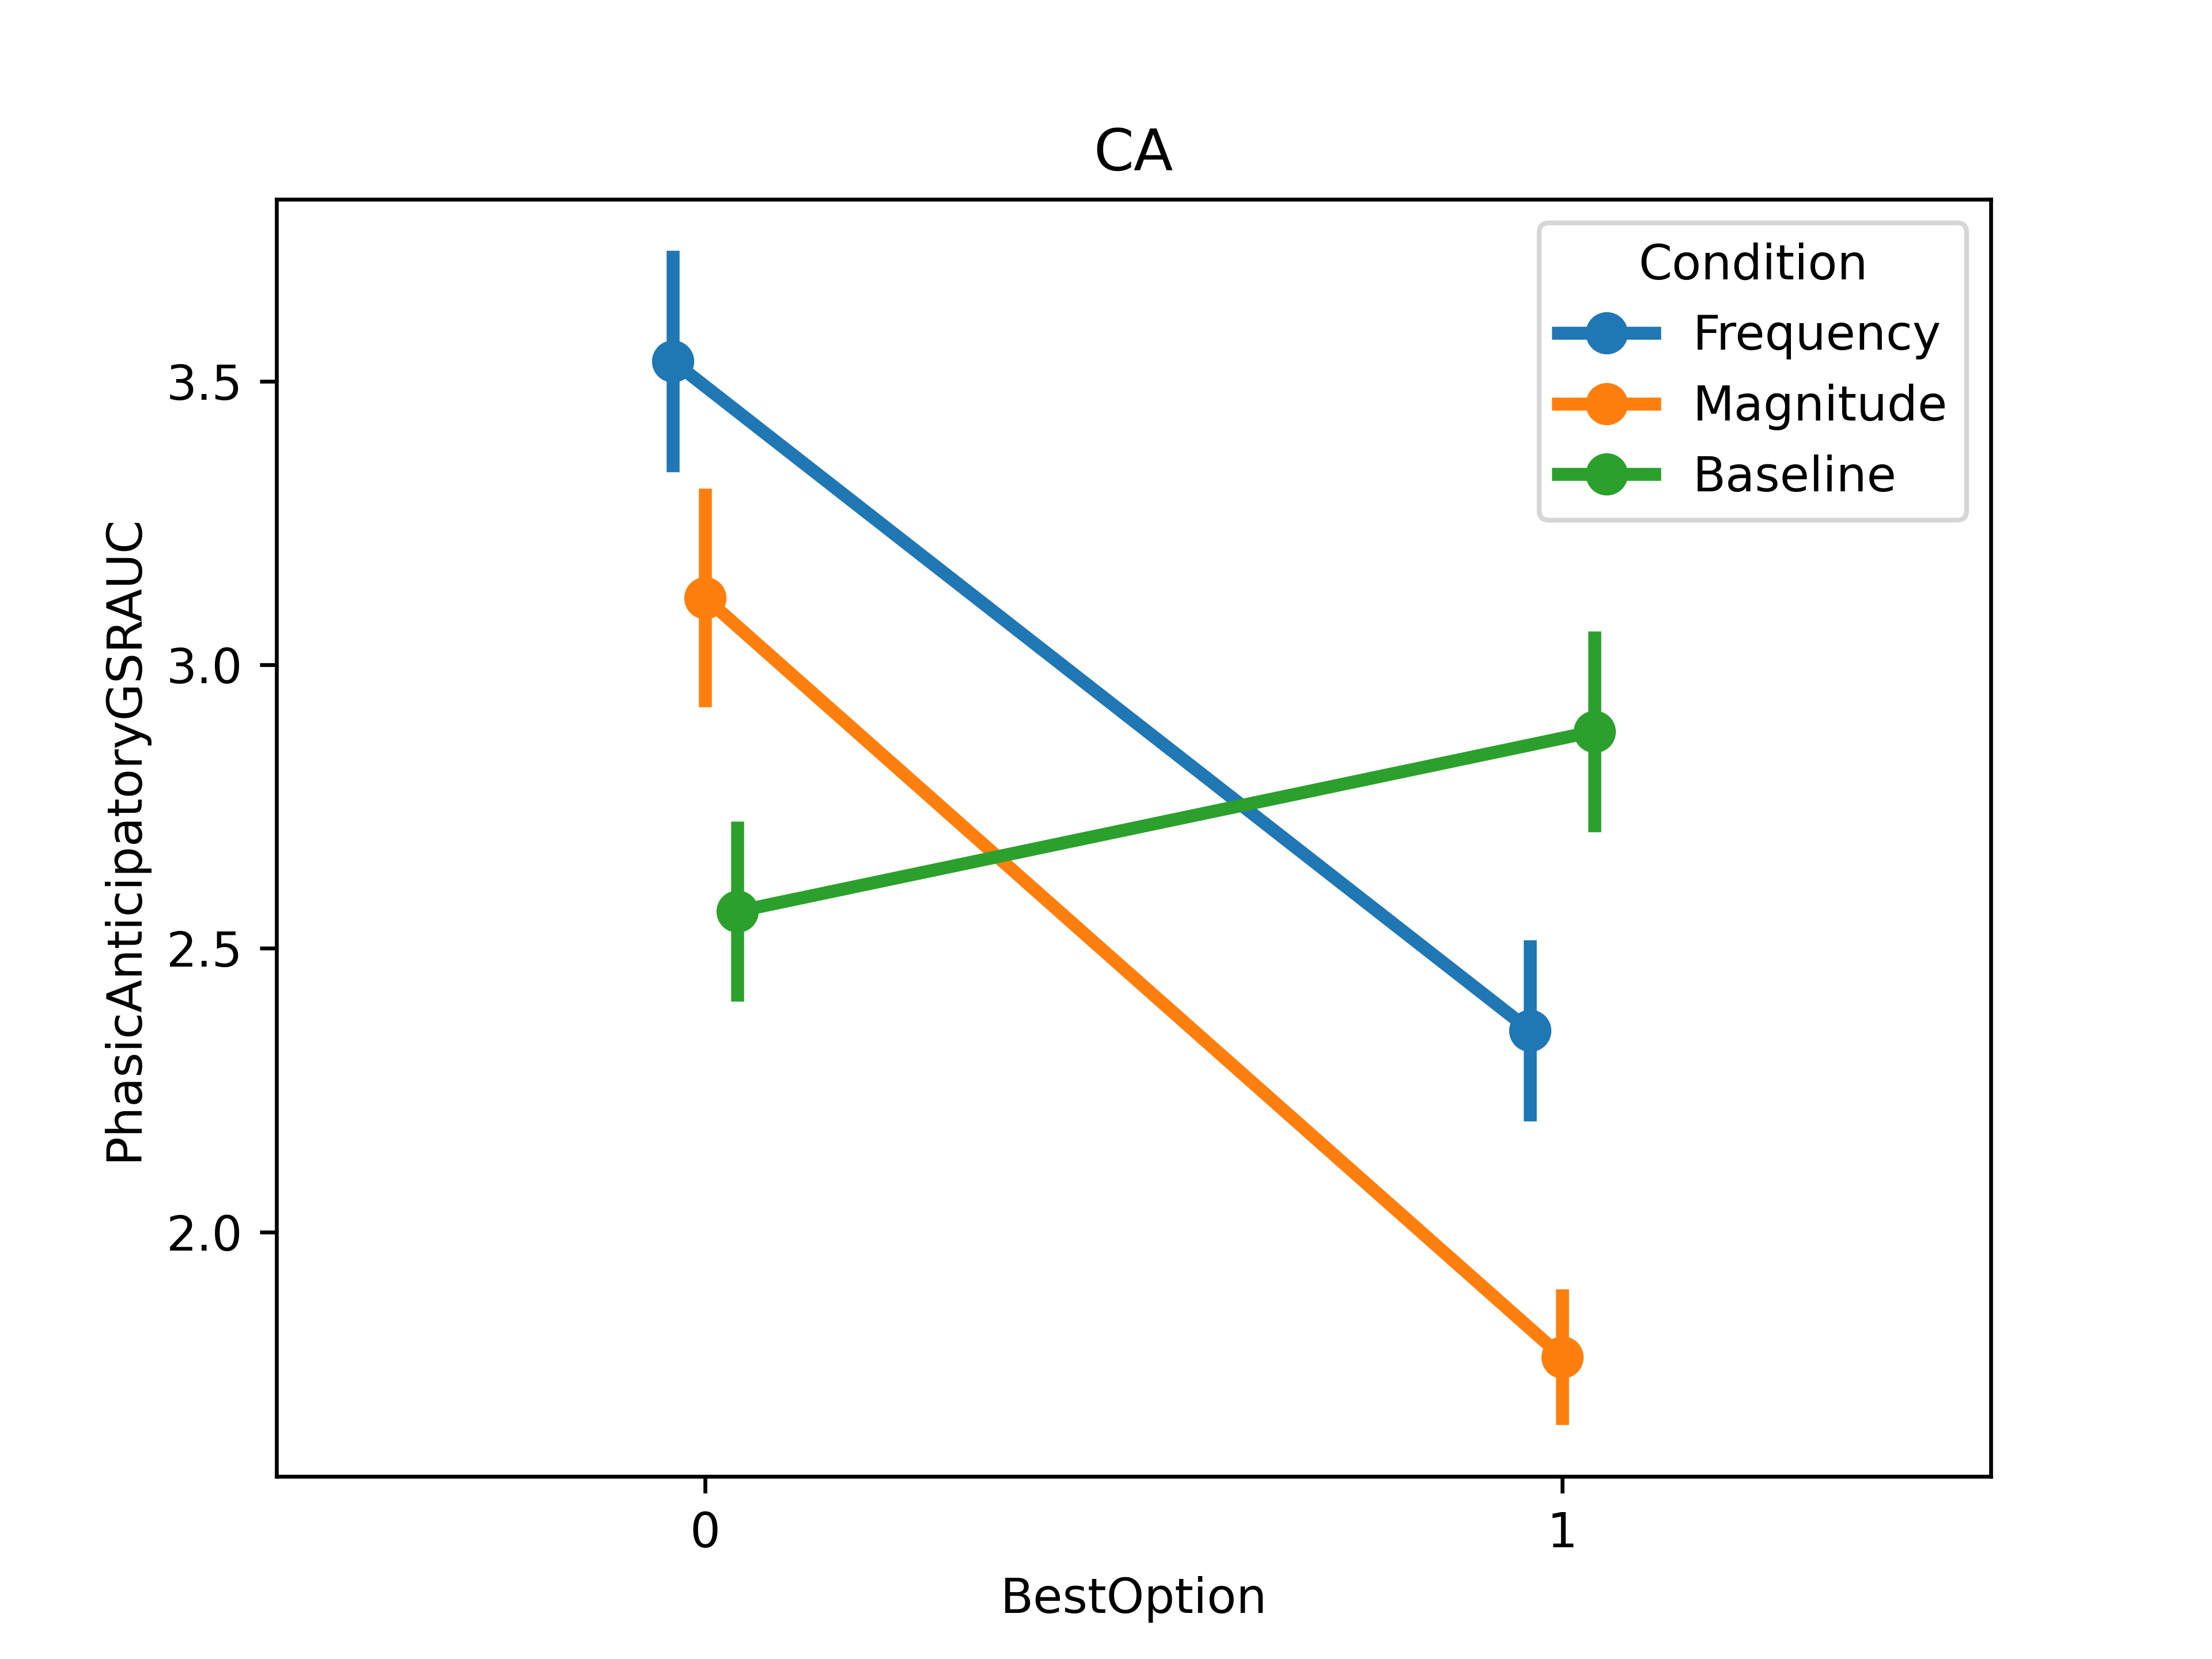 CA
Condition
Frequency
Magnitude
Baseline
PhasicAnticipatoryGSRAUC
3.5
3.0
2.5
2.0
0
1
BestOption